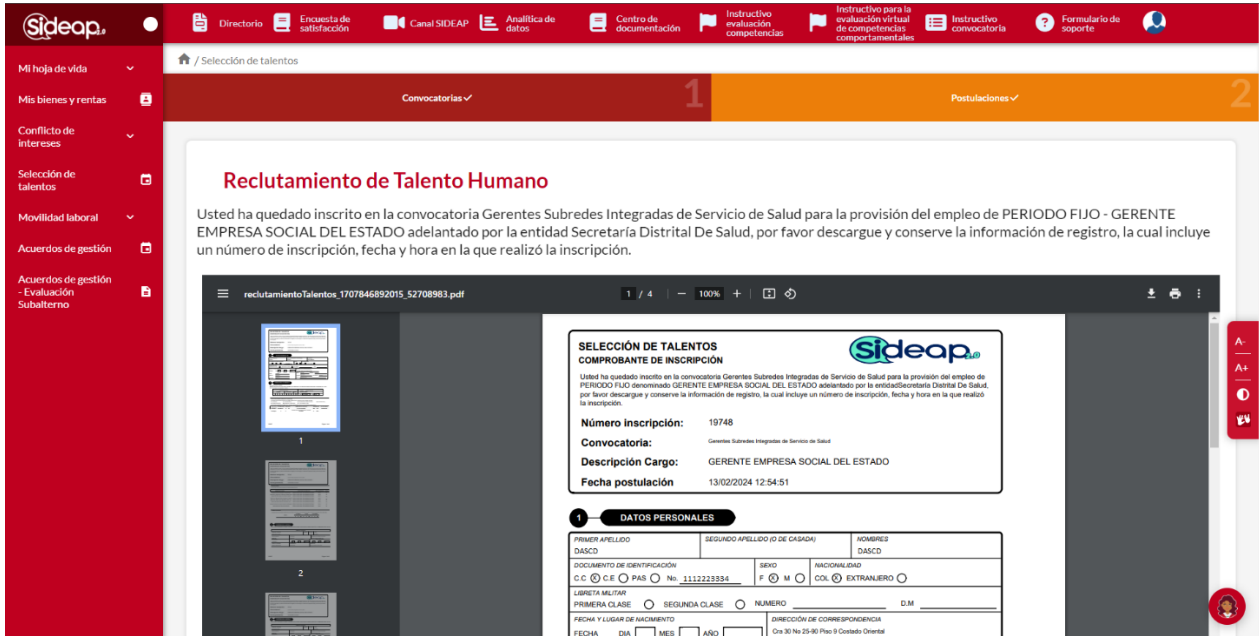 Sideap2.0
Directorio
Encuesta de
satisfacción
Canal SIDEAP
Analítica de
datos
Centro de
documentación
Instructivo
evaluación
competencias
Instructivo para la
evaluación virtual
de competencias
comportamentales
Instructivo
convocatoria
Formulario de
soporte
Mi hoja de vida
Mis bienes y rentas
Conflicto de
intereses
Selección de
talentos
Movilidad laboral
Acuerdos de gestión
Acuerdos de gestión
- Evaluación
Subalterno
/ Selección de talentos
Convocatorias ✓
1
Postulaciones ✓
2
Reclutamiento de Talento Humano
Usted ha quedado inscrito en la convocatoria Gerentes Subredes Integradas de Servicio de Salud para la provisión del empleo de PERIODO FIJO - GERENTE
EMPRESA SOCIAL DEL ESTADO adelantado por la entidad Secretaría Distrital De Salud, por favor descargue y conserve la información de registro, la cual incluye
un número de inscripción, fecha y hora en la que realizó la inscripción.
reclutamientoTalentos_1707846892015_52708983.pdf
1 / 4
100%
1
2
SELECCIÓN DE TALENTOS
COMPROBANTE DE INSCRIPCIÓN
Sideap2.0
Usted ha quedado inscrito en la convocatoria Gerentes Subredes Integradas de Servicio de Salud para la provisión del empleo de
PERIODO FIJO denominado GERENTE EMPRESA SOCIAL DEL ESTADO adelantado por la entidadSecretaría Distrital De Salud,
por favor descargue y conserve la información de registro, la cual incluye un número de inscripción, fecha y hora en la que realizó
la inscripción.
Número inscripción: 19748
Convocatoria: Gerentes Subredes Integradas de Servicio de Salud
Descripción Cargo: GERENTE EMPRESA SOCIAL DEL ESTADO
Fecha postulación 13/02/2024 12:54:51
1 DATOS PERSONALES
PRIMER APELLIDO SEGUNDO APELLIDO (O DE CASADA) NOMBRES
DASCD DASCD
DOCUMENTO DE IDENTIFICACIÓN SEXO NACIONALIDAD
C.C X C.E PAS No. 1112223334 F X M COL X EXTRANJERO
LIBRETA MILITAR
PRIMERA CLASE SEGUNDA CLASE NUMERO D.M
FECHA Y LUGAR DE NACIMIENTO DIRECCIÓN DE CORRESPONDENCIA
FECHA DIA MES AÑO Cra 30 No 25-90 Piso 9 Costado Oriental
A-
A+